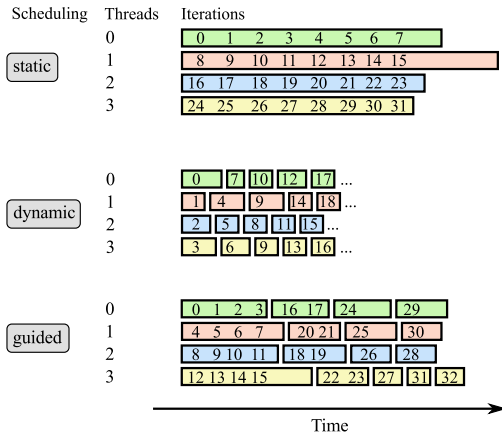 Scheduling Threads Iterations
0 0 1 2 3 4 5 6 7
static 1 8 9 10 11 12 13 14 15
2 16 17 18 19 20 21 22 23
3 24 25 26 27 28 29 30 31
0 0 7 10 12 17 ...
dynamic 1 1 4 9 14 18 ...
2 2 5 8 11 15 ...
3 3 6 9 13 16 ...
0 0 1 2 3 16 17 24 29
guided 1 4 5 6 7 20 21 25 30
2 8 9 10 11 18 19 26 28
3 12 13 14 15 22 23 27 31 32
Time